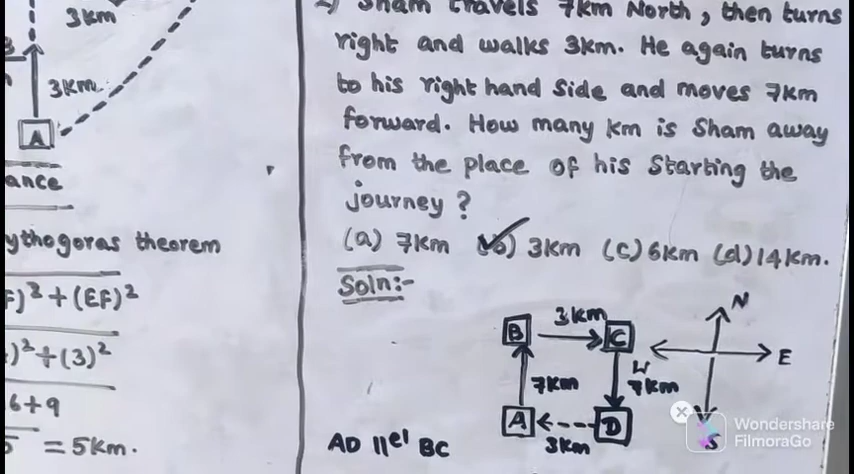 3km
3km.
A
ance
ythogoras theorem
)² + (EF)²
)² + (3)²
6+9
= 5km.
Sham travels 7km North, then turns
right and walks 3km. He again turns
to his right hand side and moves 7km
forward. How many km is Sham away
from the place of his Starting the
journey?
(a) 7km (b) 3km (c) 6km (d) 14km.
Soln:-
B 3km C
7km 7km
A 3km D
AD ||el BC
N
E
W
S
Wondershare
FilmoraGo